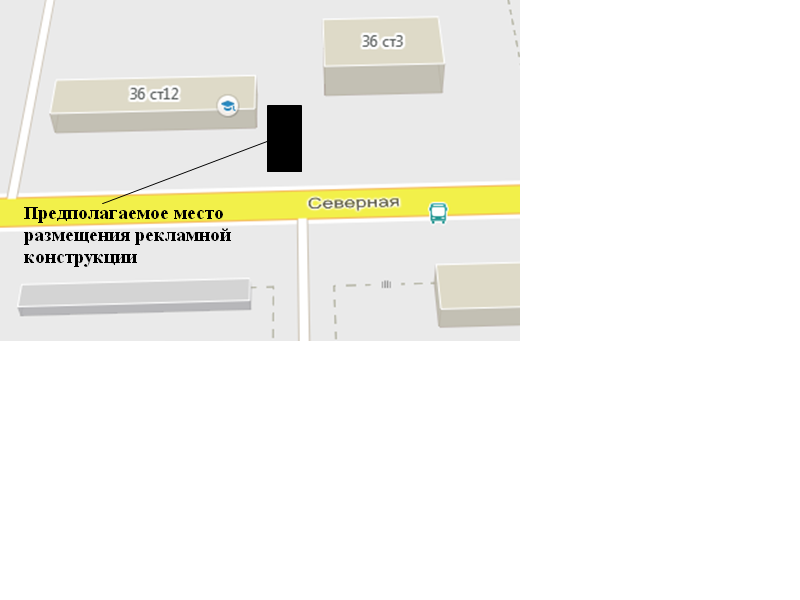 36 ст3
36 ст12
Северная
Предполагаемое место
размещения рекламной
конструкции